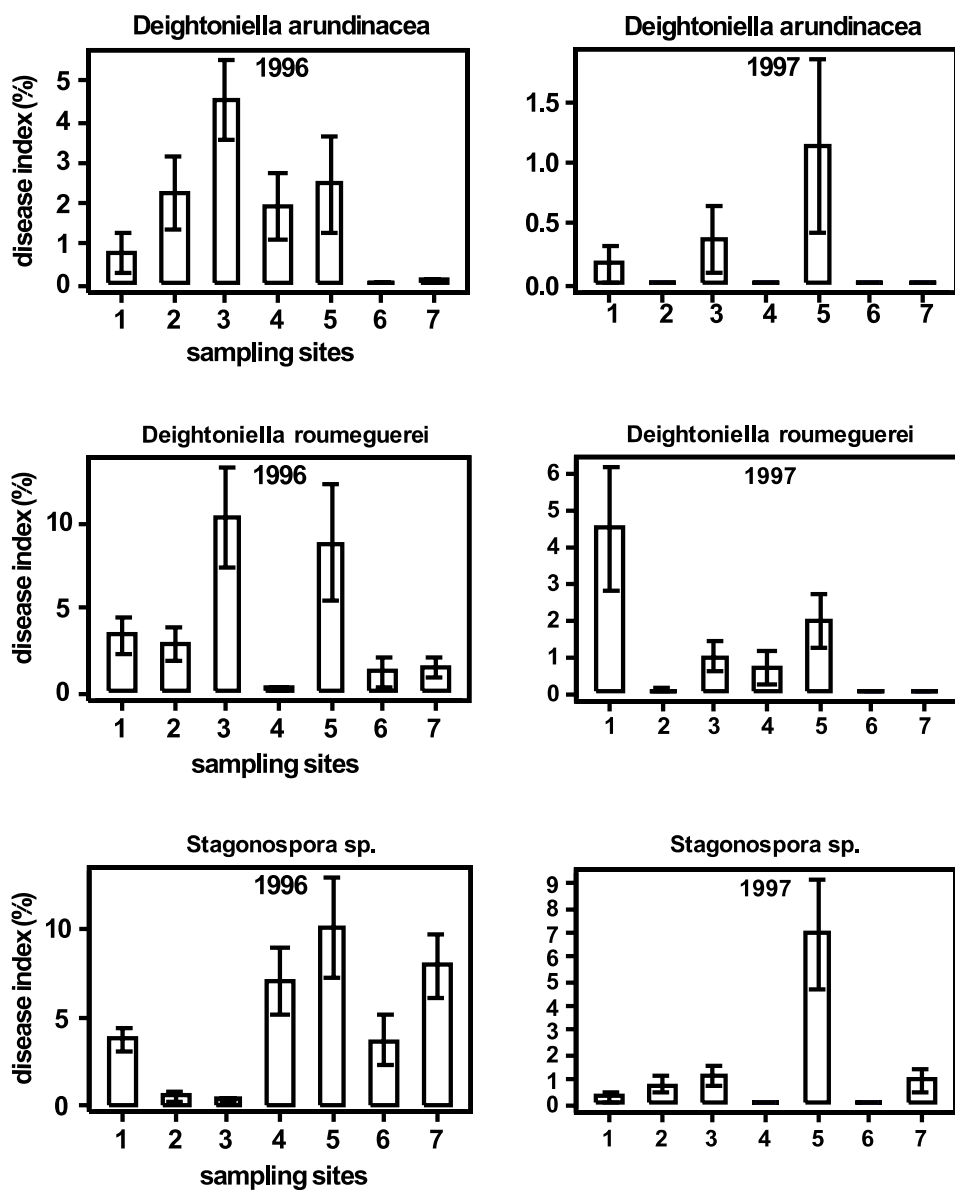 Deightoniella arundinacea
1996
disease index (%)
5
4
3
2
1
0
1 2 3 4 5 6 7
sampling sites
Deightoniella arundinacea
1997
1.5
1.0
0.5
0.0
1 2 3 4 5 6 7
Deightoniella roumeguerei
1996
disease index (%)
10
5
0
1 2 3 4 5 6 7
sampling sites
Deightoniella roumeguerei
1997
6
5
4
3
2
1
0
1 2 3 4 5 6 7
Stagonospora sp.
1996
disease index (%)
10
5
0
1 2 3 4 5 6 7
sampling sites
Stagonospora sp.
1997
9
8
7
6
5
4
3
2
1
0
1 2 3 4 5 6 7